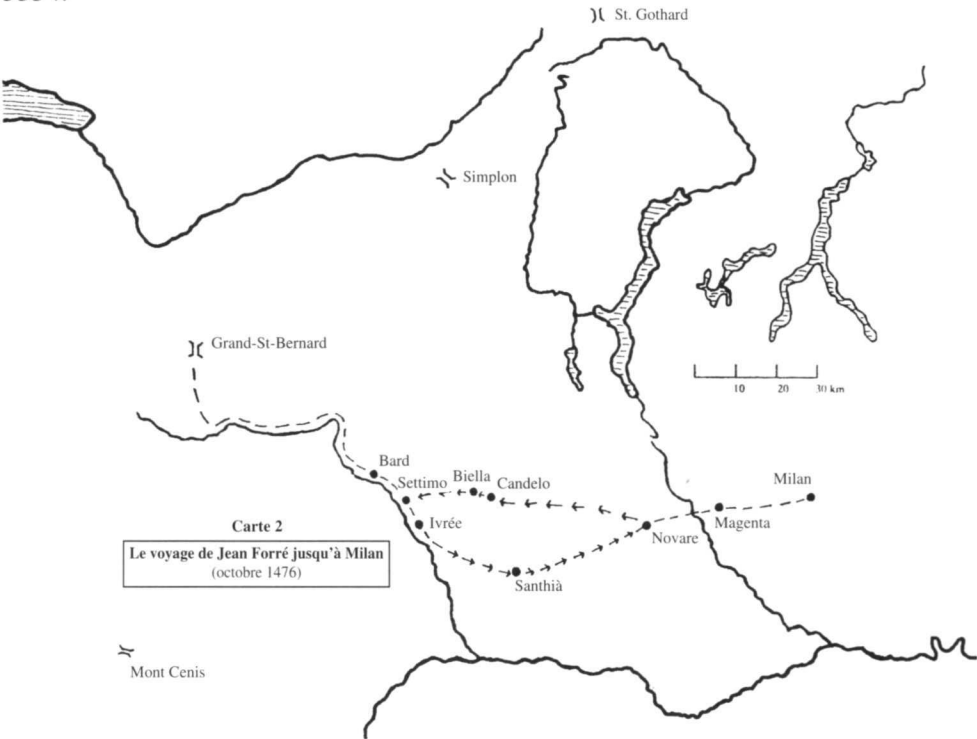 St. Gothard
Simplon
Grand-St-Bernard
10 20 30 km
Bard
Settimo
Biella
Candelo
Milan
Ivrée
Novare
Magenta
Santhià
Carte 2
Le voyage de Jean Forré jusqu'à Milan
(octobre 1476)
Mont Cenis